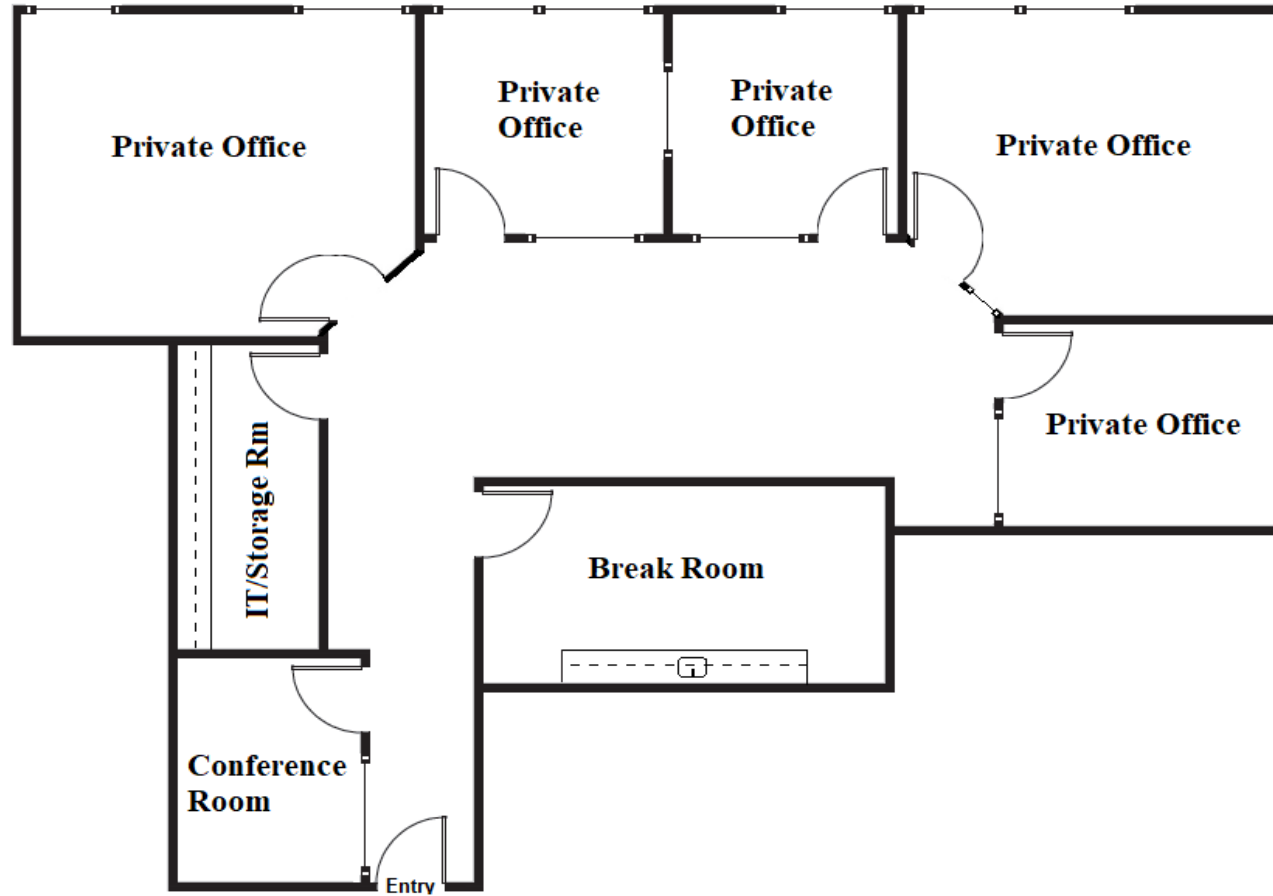 Private
Office
Private
Office
Private Office
Private Office
Private Office
IT/Storage Rm
Break Room
Conference
Room
Entry